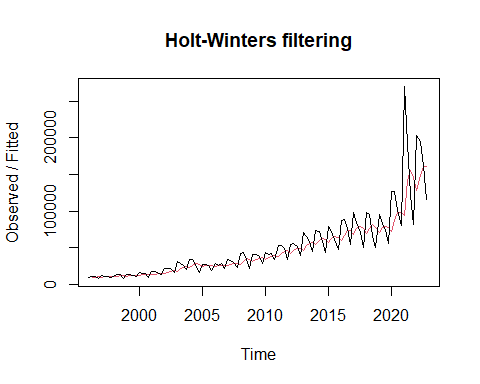 Holt-Winters filtering
Observed / Fitted
200000
100000
0
2000 2005 2010 2015 2020
Time